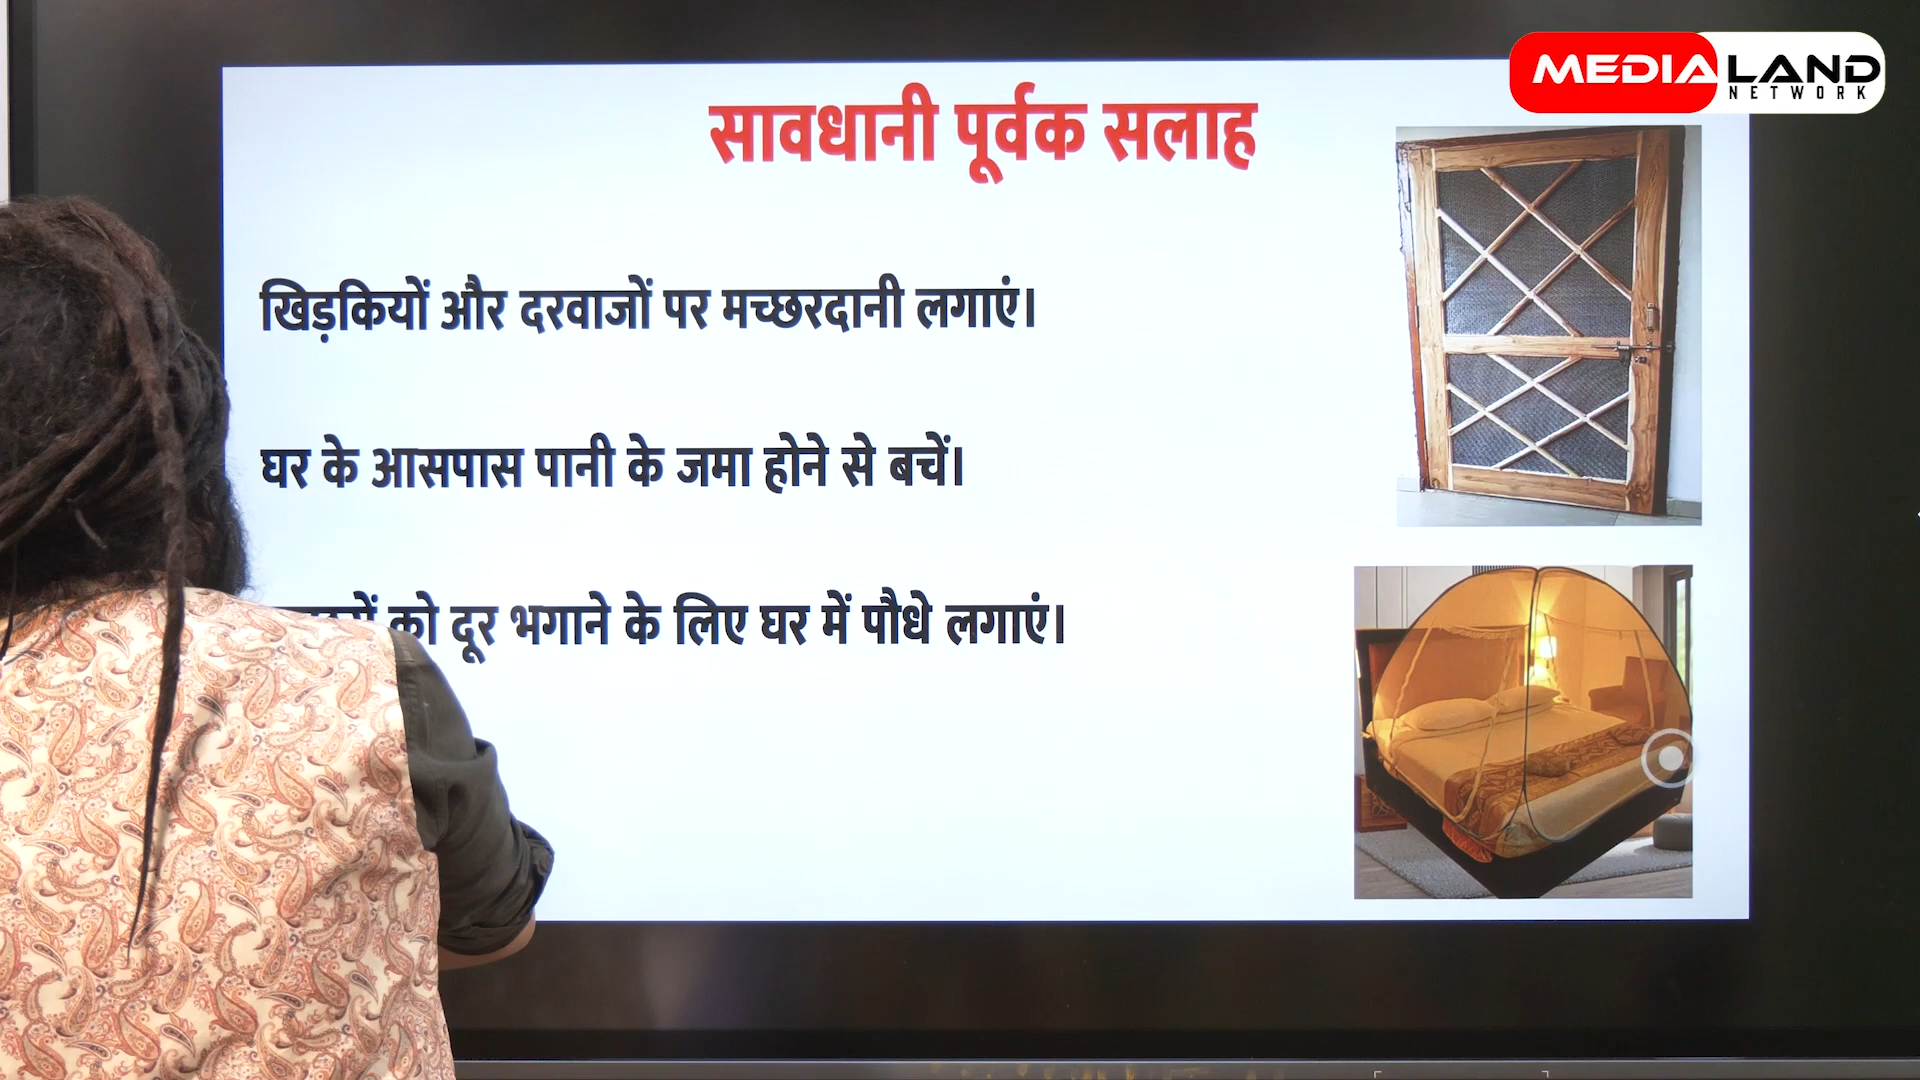 MEDIALAND
NETWORK
सावधानी पूर्वक सलाह
खिड़कियों और दरवाजों पर मच्छरदानी लगाएं।
घर के आसपास पानी के जमा होने से बचें।
को दूर भगाने के लिए घर में पौधे लगाएं।